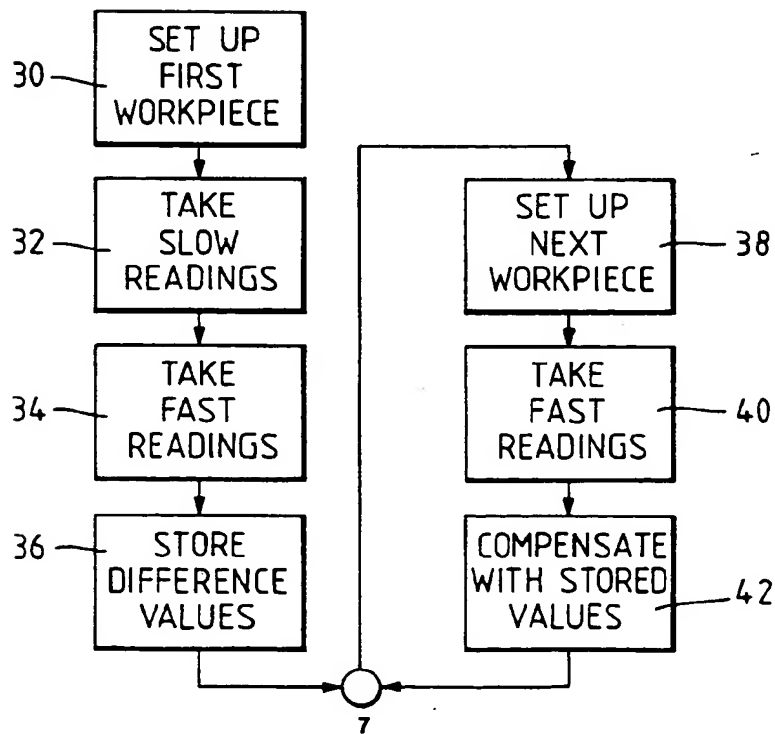 30
SET UP
FIRST
WORKPIECE
32
TAKE
SLOW
READINGS
34
TAKE
FAST
READINGS
36
STORE
DIFFERENCE
VALUES
SET UP
NEXT
WORKPIECE
38
TAKE
FAST
READINGS
40
COMPENSATE
WITH STORED
VALUES
42
7